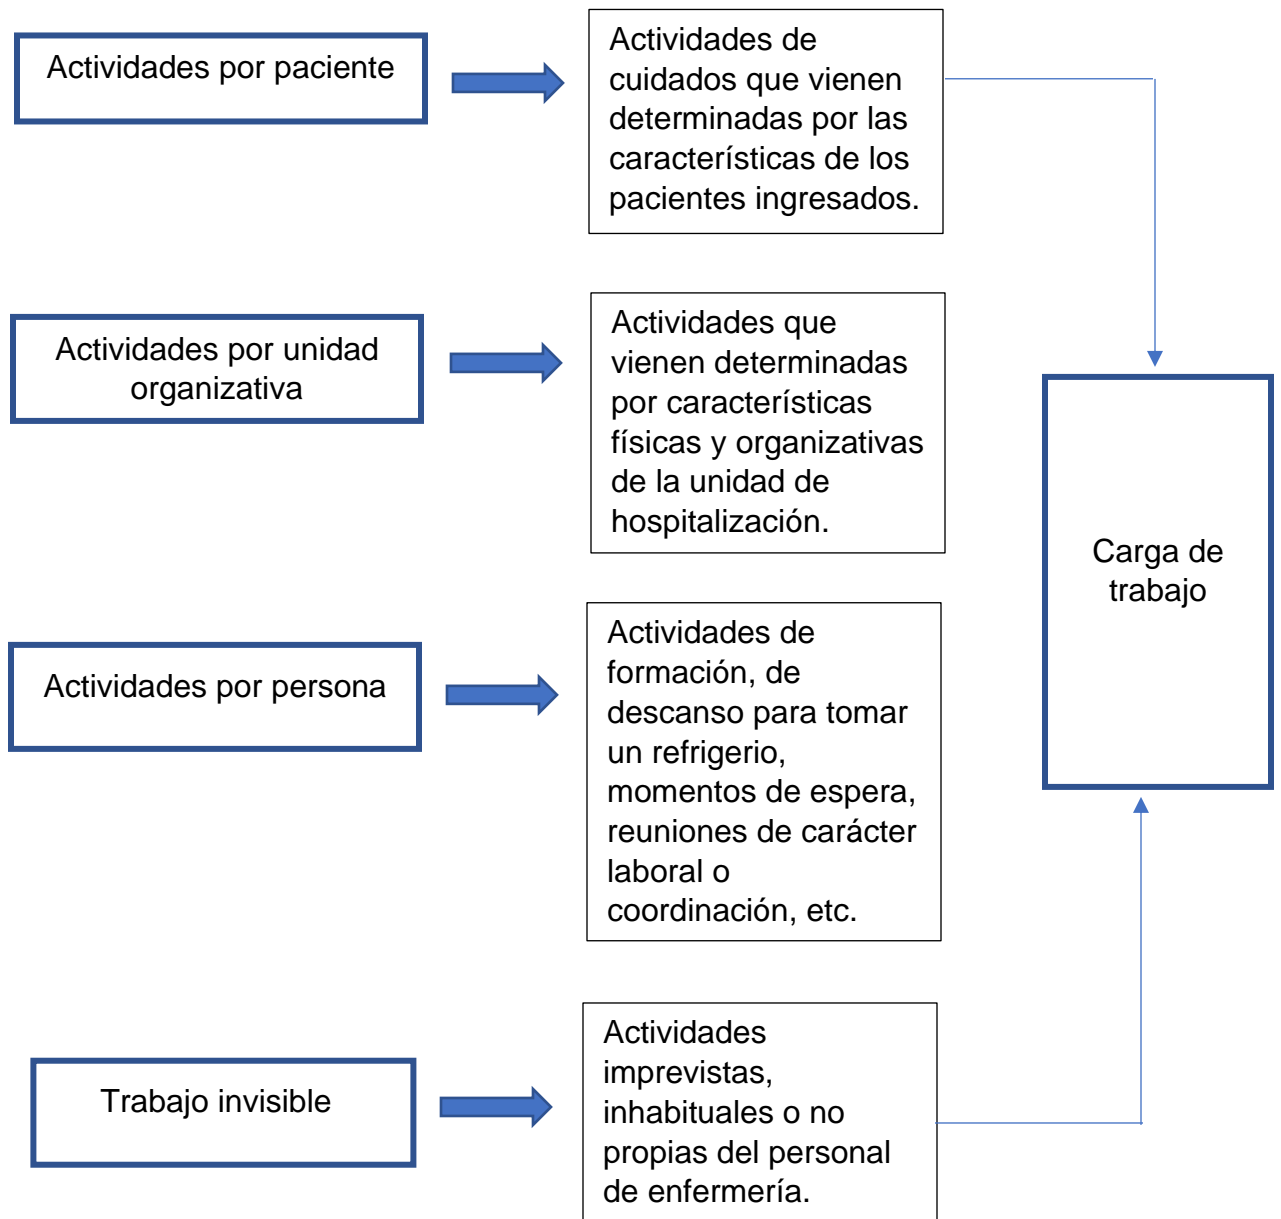 Actividades por paciente
Actividades de
cuidados que vienen
determinadas por las
características de los
pacientes ingresados.
Actividades por unidad
organizativa
Actividades que
vienen determinadas
por características
físicas y organizativas
de la unidad de
hospitalización.
Carga de
trabajo
Actividades por persona
Actividades de
formación, de
descanso para tomar
un refrigerio,
momentos de espera,
reuniones de carácter
laboral o
coordinación, etc.
Trabajo invisible
Actividades
imprevistas,
inhabituales o no
propias del personal
de enfermería.